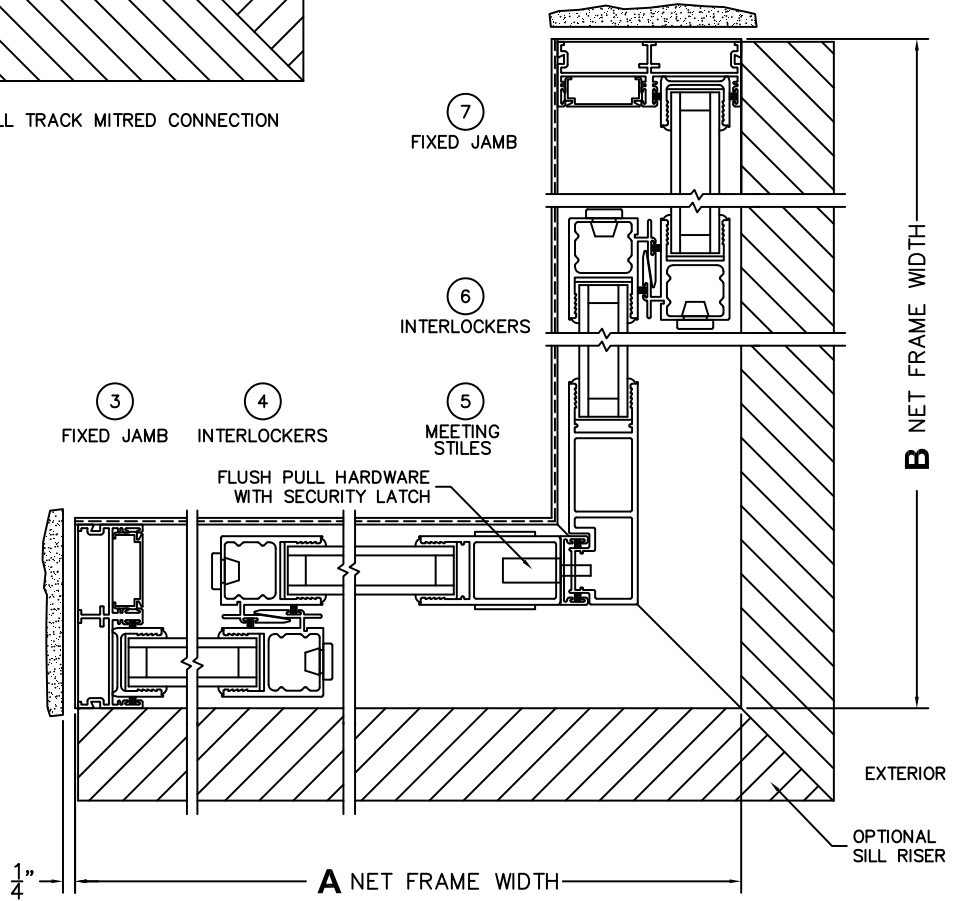 TRACK MITRED CONNECTION
7
FIXED JAMB
6
INTERLOCKERS
3
FIXED JAMB
4
INTERLOCKERS
5
MEETING
STILES
FLUSH PULL HARDWARE
WITH SECURITY LATCH
B NET FRAME WIDTH
EXTERIOR
OPTIONAL
SILL RISER
1/4"
A NET FRAME WIDTH